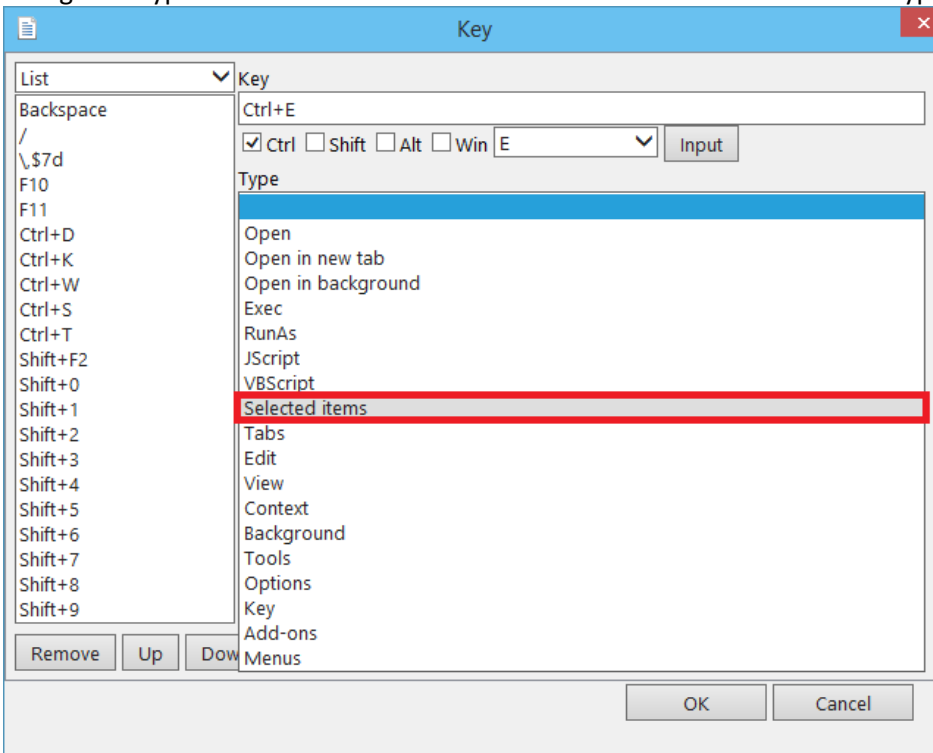 Key
List
Key
Backspace
/
\,$7d
F10
F11
Ctrl+D
Ctrl+K
Ctrl+W
Ctrl+S
Ctrl+T
Shift+F2
Shift+0
Shift+1
Shift+2
Shift+3
Shift+4
Shift+5
Shift+6
Shift+7
Shift+8
Shift+9
Ctrl+E
Ctrl Shift Alt Win E Input
Type
Open
Open in new tab
Open in background
Exec
RunAs
JScript
VBScript
Selected items
Tabs
Edit
View
Context
Background
Tools
Options
Key
Add-ons
Menus
Remove Up Dow
OK Cancel